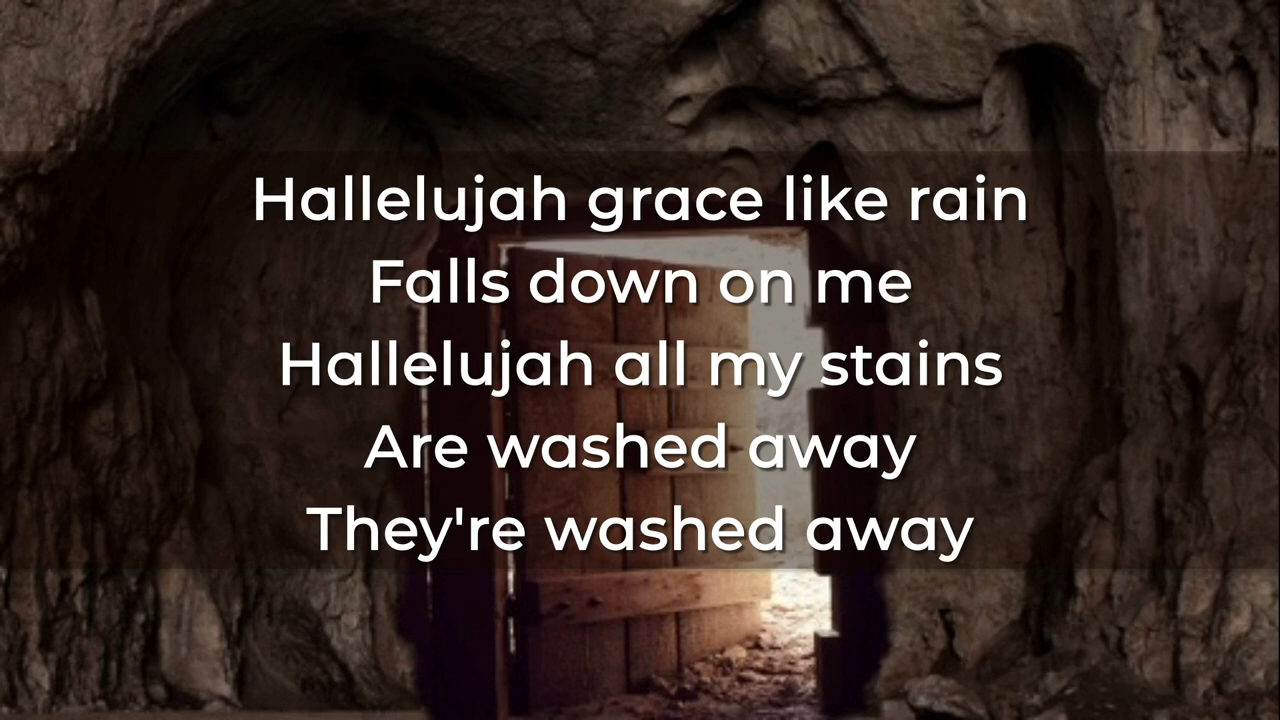 Hallelujah grace like rain
Falls down on me
Hallelujah all my stains
Are washed away
They're washed away